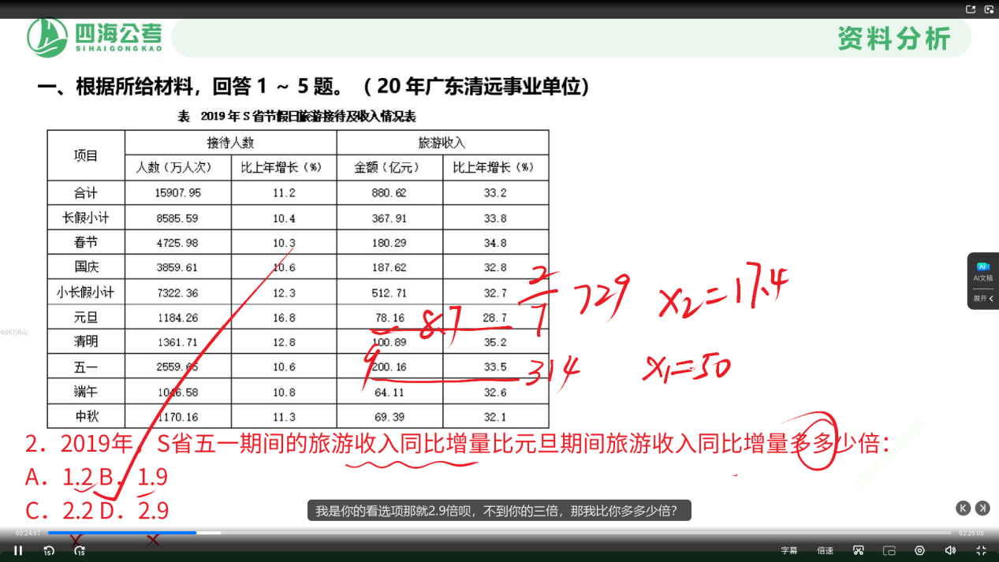 四海公考
SIHAIGONGKAO
资料分析
一、根据所给材料，回答 1 ~ 5 题。（ 20 年广东清远事业单位）
表 2019 年 S 省节假日旅游接待及收入情况表
项目 接待人数 旅游收入
人数（万人次） 比上年增长（%） 金额（亿元） 比上年增长（%）
合计 15907.95 11.2 880.62 33.2
长假小计 8585.59 10.4 367.91 33.8
春节 4725.98 10.3 180.29 34.8
国庆 3859.61 10.6 187.62 32.8
小长假小计 7322.36 12.3 512.71 32.7
元旦 1184.26 16.8 78.16 28.7
清明 1361.71 12.8 100.89 35.2
五一 2559.65 10.6 200.16 33.5
端午 1046.58 10.8 64.11 32.6
中秋 1170.16 11.3 69.39 32.1
2
7
729
x2=17.4
8.7
9
314
x1=50
2．2019年，S省五一期间的旅游收入同比增量比元旦期间旅游收入同比增量多多少倍：
A．1.2 B．1.9
C．2.2 D．2.9
我是你的看选项那就2.9倍呗，不到你的三倍，那我比你多多少倍？
AI
AI文稿
展开
00:24:07
02:26:00
15
15
字幕
倍速